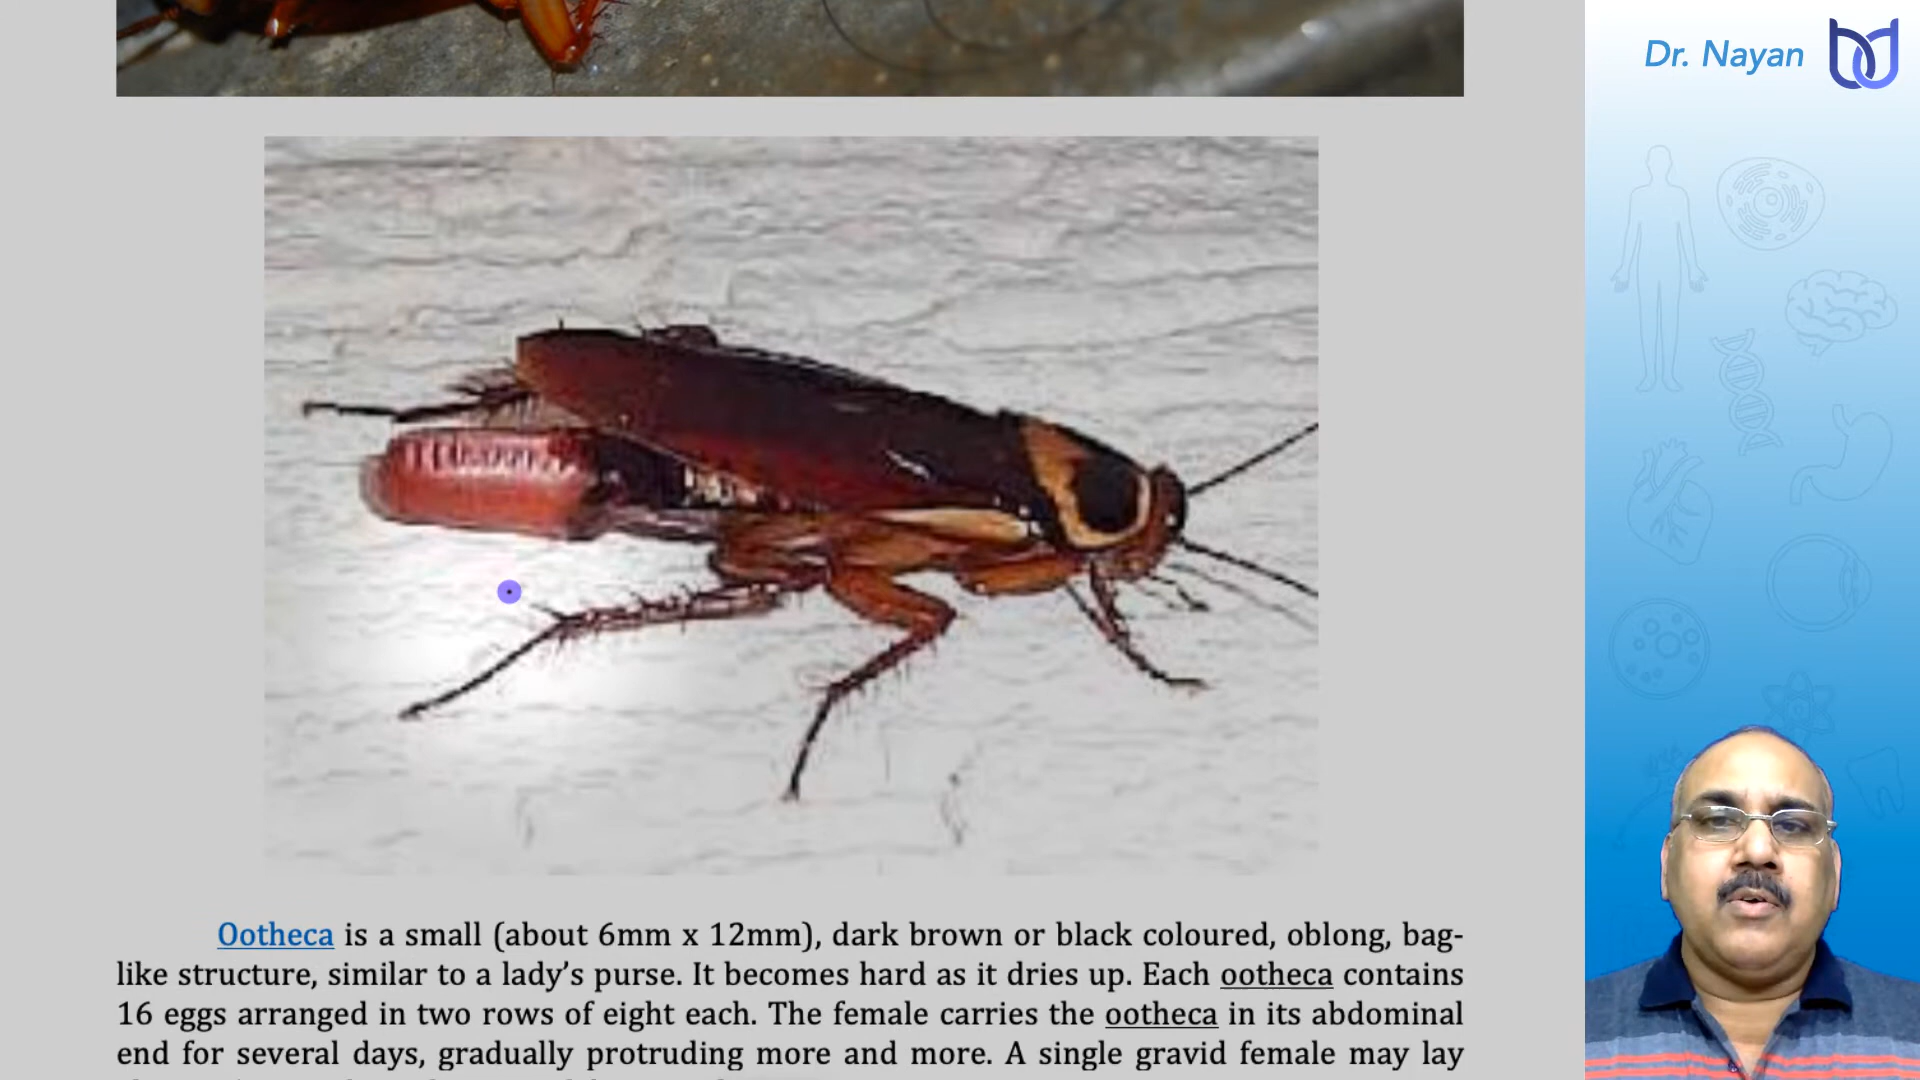 Dr. Nayan
Ootheca is a small (about 6mm x 12mm), dark brown or black coloured, oblong, bag-
like structure, similar to a lady’s purse. It becomes hard as it dries up. Each ootheca contains
16 eggs arranged in two rows of eight each. The female carries the ootheca in its abdominal
end for several days, gradually protruding more and more. A single gravid female may lay